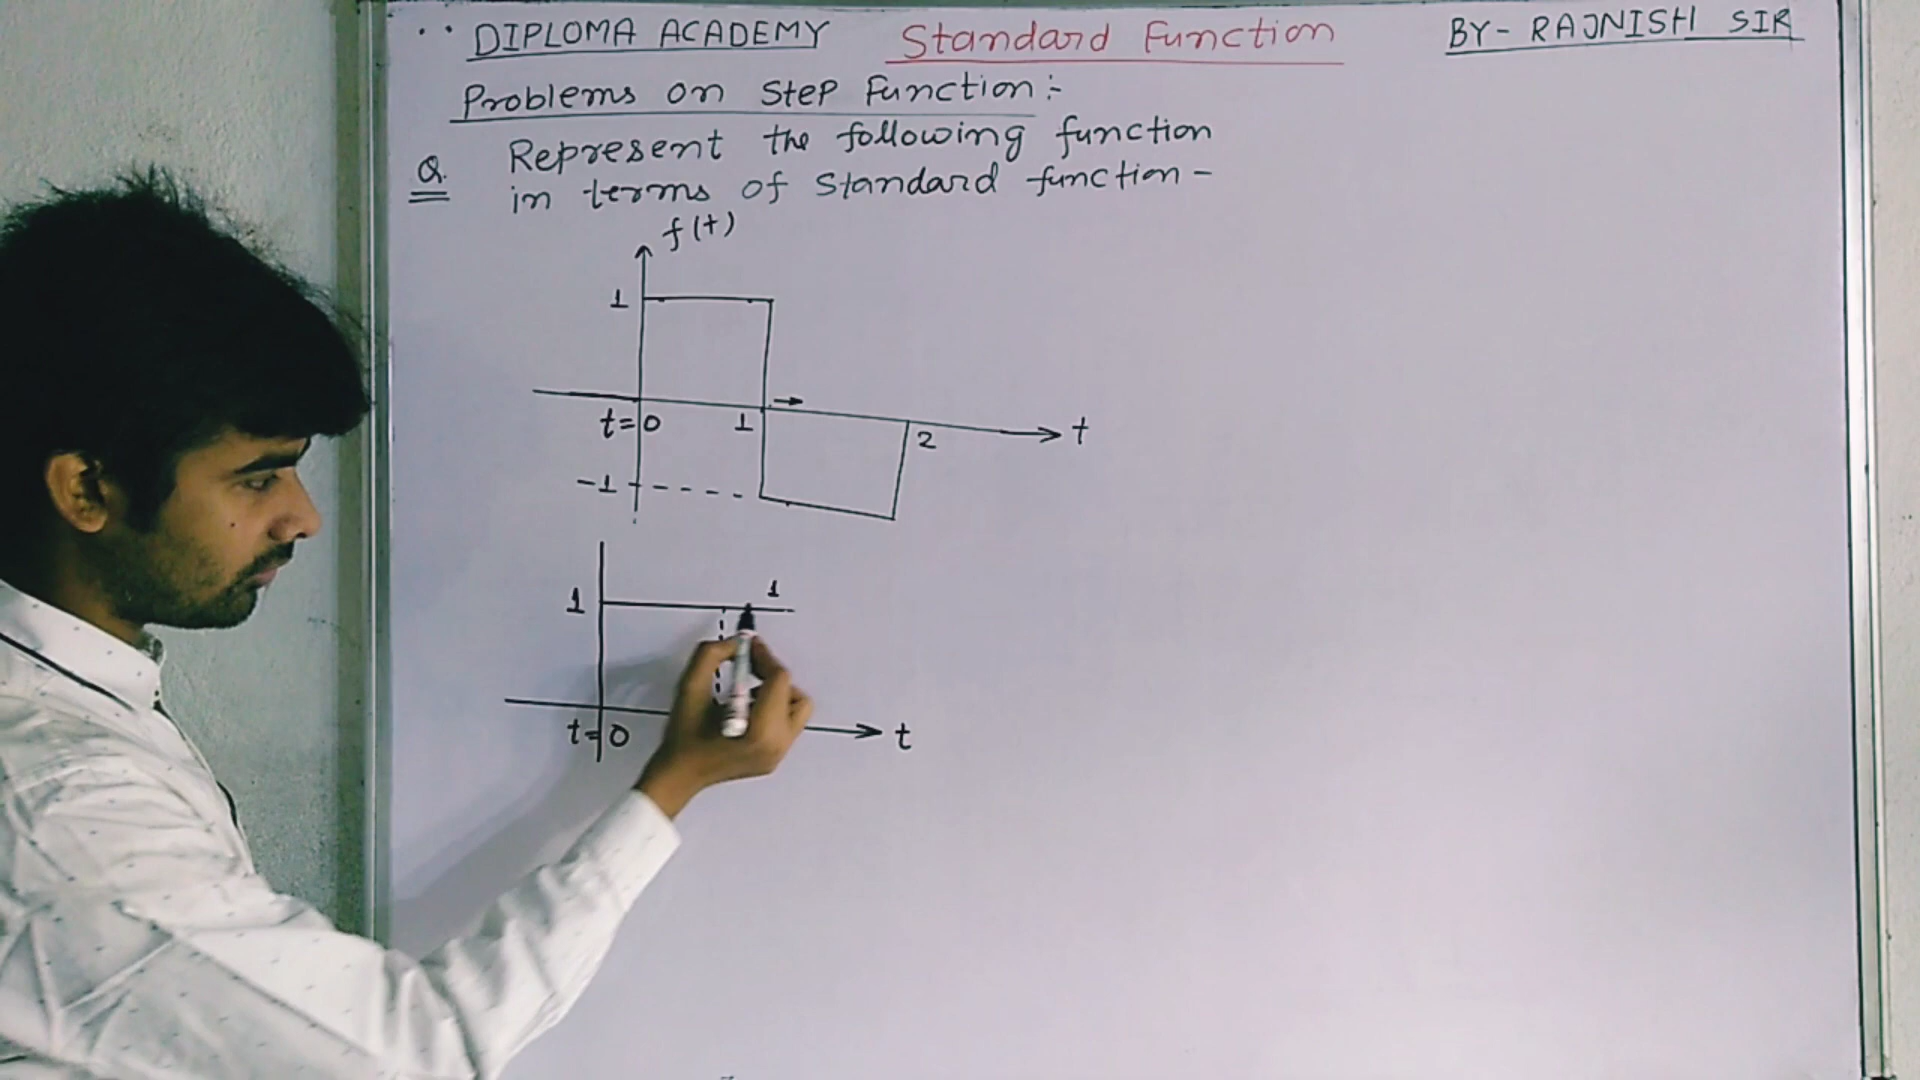 DIPLOMA ACADEMY Standard Function BY- RAJNISH SIR
Problems on Step Function :-
Q. Represent the following function
in terms of Standard function -
f(t)
1
t=0 1 2 t
-1
1 1
t=0 t